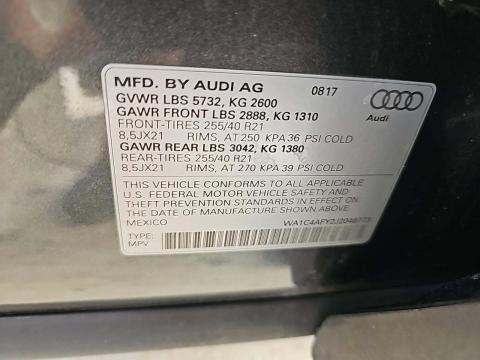 MFD. BY AUDI AG 0817
GVWR LBS 5732, KG 2600
GAWR FRONT LBS 2888, KG 1310
FRONT-TIRES 255/40 R21
8,5JX21 RIMS, AT 250 KPA 36 PSI COLD
GAWR REAR LBS 3042, KG 1380
REAR-TIRES 255/40 R21
8,5JX21 RIMS, AT 270 KPA 39 PSI COLD
Audi
THIS VEHICLE CONFORMS TO ALL APPLICABLE
U.S. FEDERAL MOTOR VEHICLE SAFETY AND
THEFT PREVENTION STANDARDS IN EFFECT ON
THE DATE OF MANUFACTURE SHOWN ABOVE.
MEXICO
TYPE:
MPV